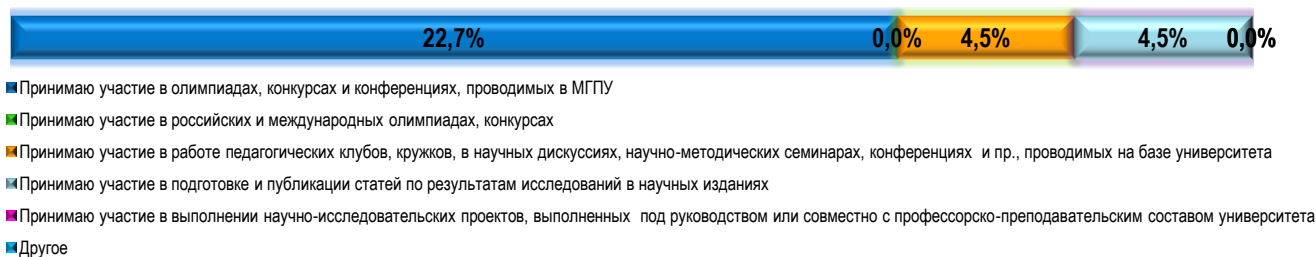 22,7% 0,0% 4,5% 4,5% 0,0%
Принимаю участие в олимпиадах, конкурсах и конференциях, проводимых в МГПУ
Принимаю участие в российских и международных олимпиадах, конкурсах
Принимаю участие в работе педагогических клубов, кружков, в научных дискуссиях, научно-методических семинарах, конференциях и пр., проводимых на базе университета
Принимаю участие в подготовке и публикации статей по результатам исследований в научных изданиях
Принимаю участие в выполнении научно-исследовательских проектов, выполненных под руководством или совместно с профессорско-преподавательским составом университета
Другое